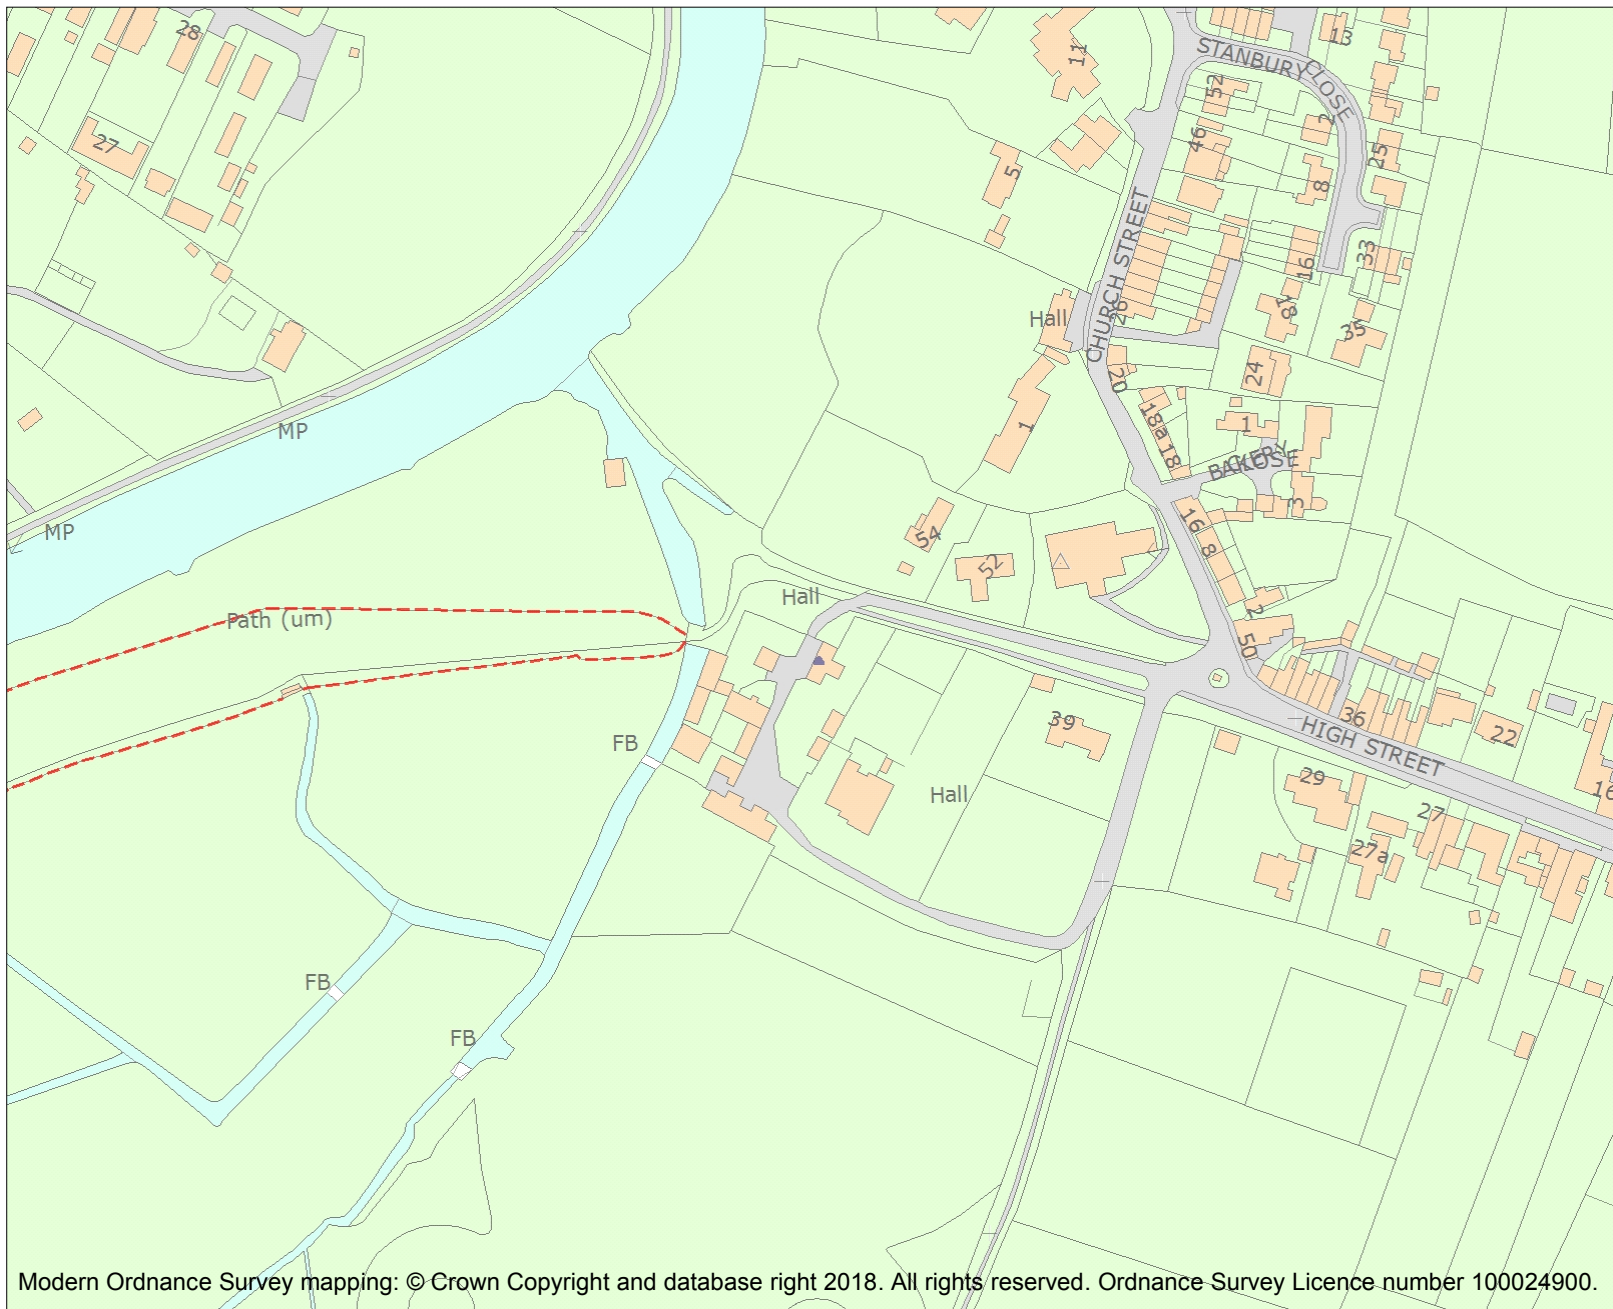 28
13
11
STANBURY CLOSE
52
2
27
46
25
5
8
CHURCH STREET
33
16
26
18
Hall
35
24
20
MP
18a
1
1
18
BAKERY CLOSE
3
16
MP
54
8
52
Hall
2
Path (um)
50
39
36
22
HIGH STREET
FB
29
16
Hall
27
27a
FB
FB
Modern Ordnance Survey mapping: © Crown Copyright and database right 2018. All rights reserved. Ordnance Survey Licence number 100024900.